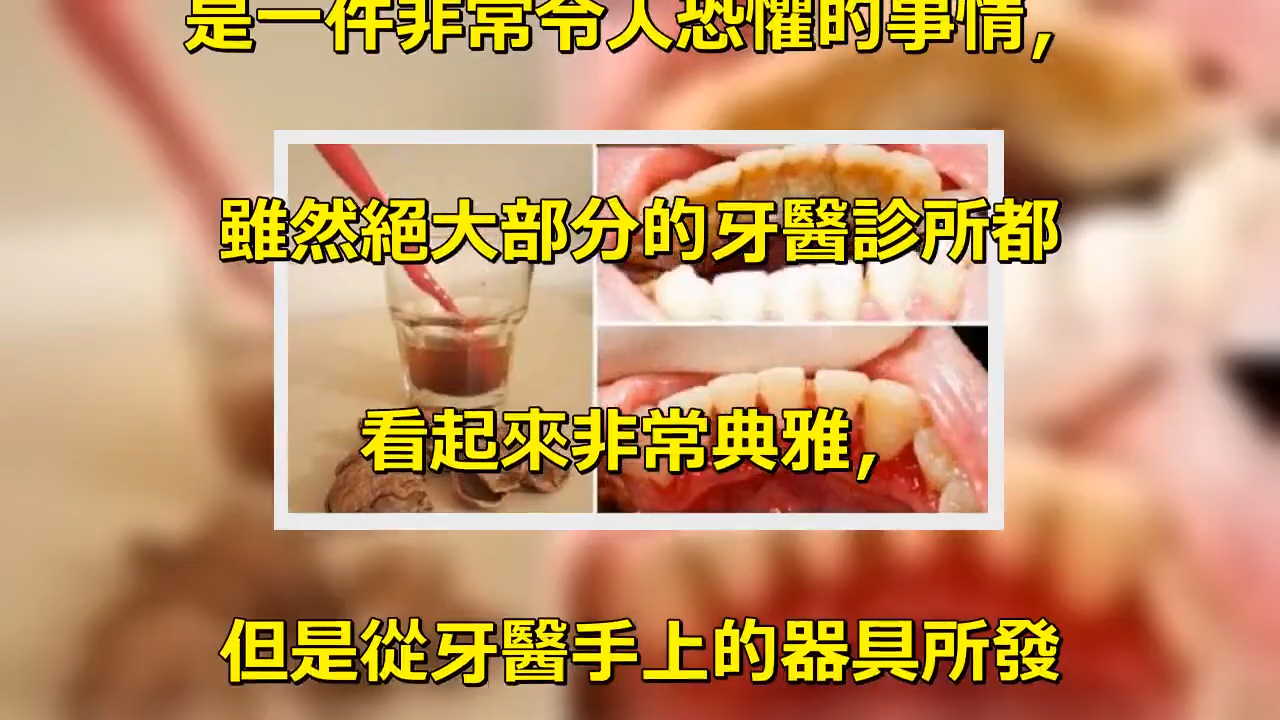 是一件非常令人恐懼的事情，
雖然絕大部分的牙醫診所都
看起來非常典雅，
但是從牙醫手上的器具所發